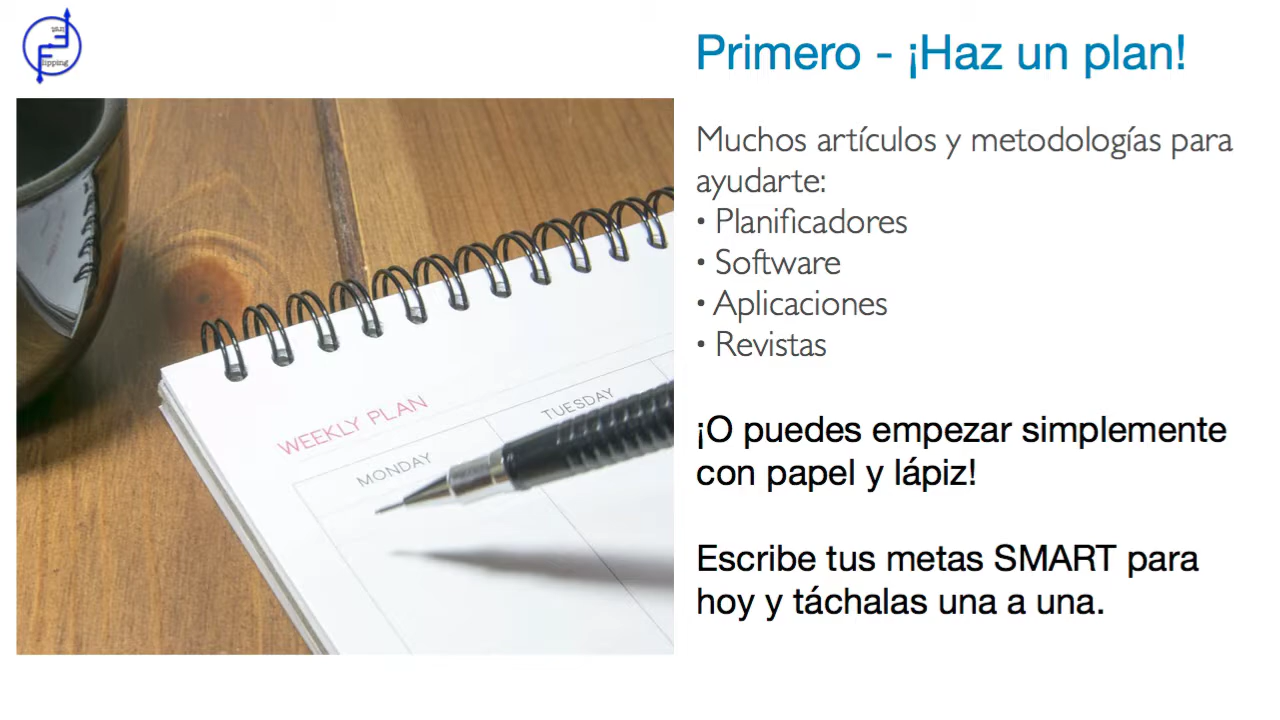 Flipping
Primero - ¡Haz un plan!
Muchos artículos y metodologías para
ayudarte:
• Planificadores
• Software
• Aplicaciones
• Revistas
¡O puedes empezar simplemente
con papel y lápiz!
Escribe tus metas SMART para
hoy y táchalas una a una.
WEEKLY PLAN
MONDAY
TUESDAY